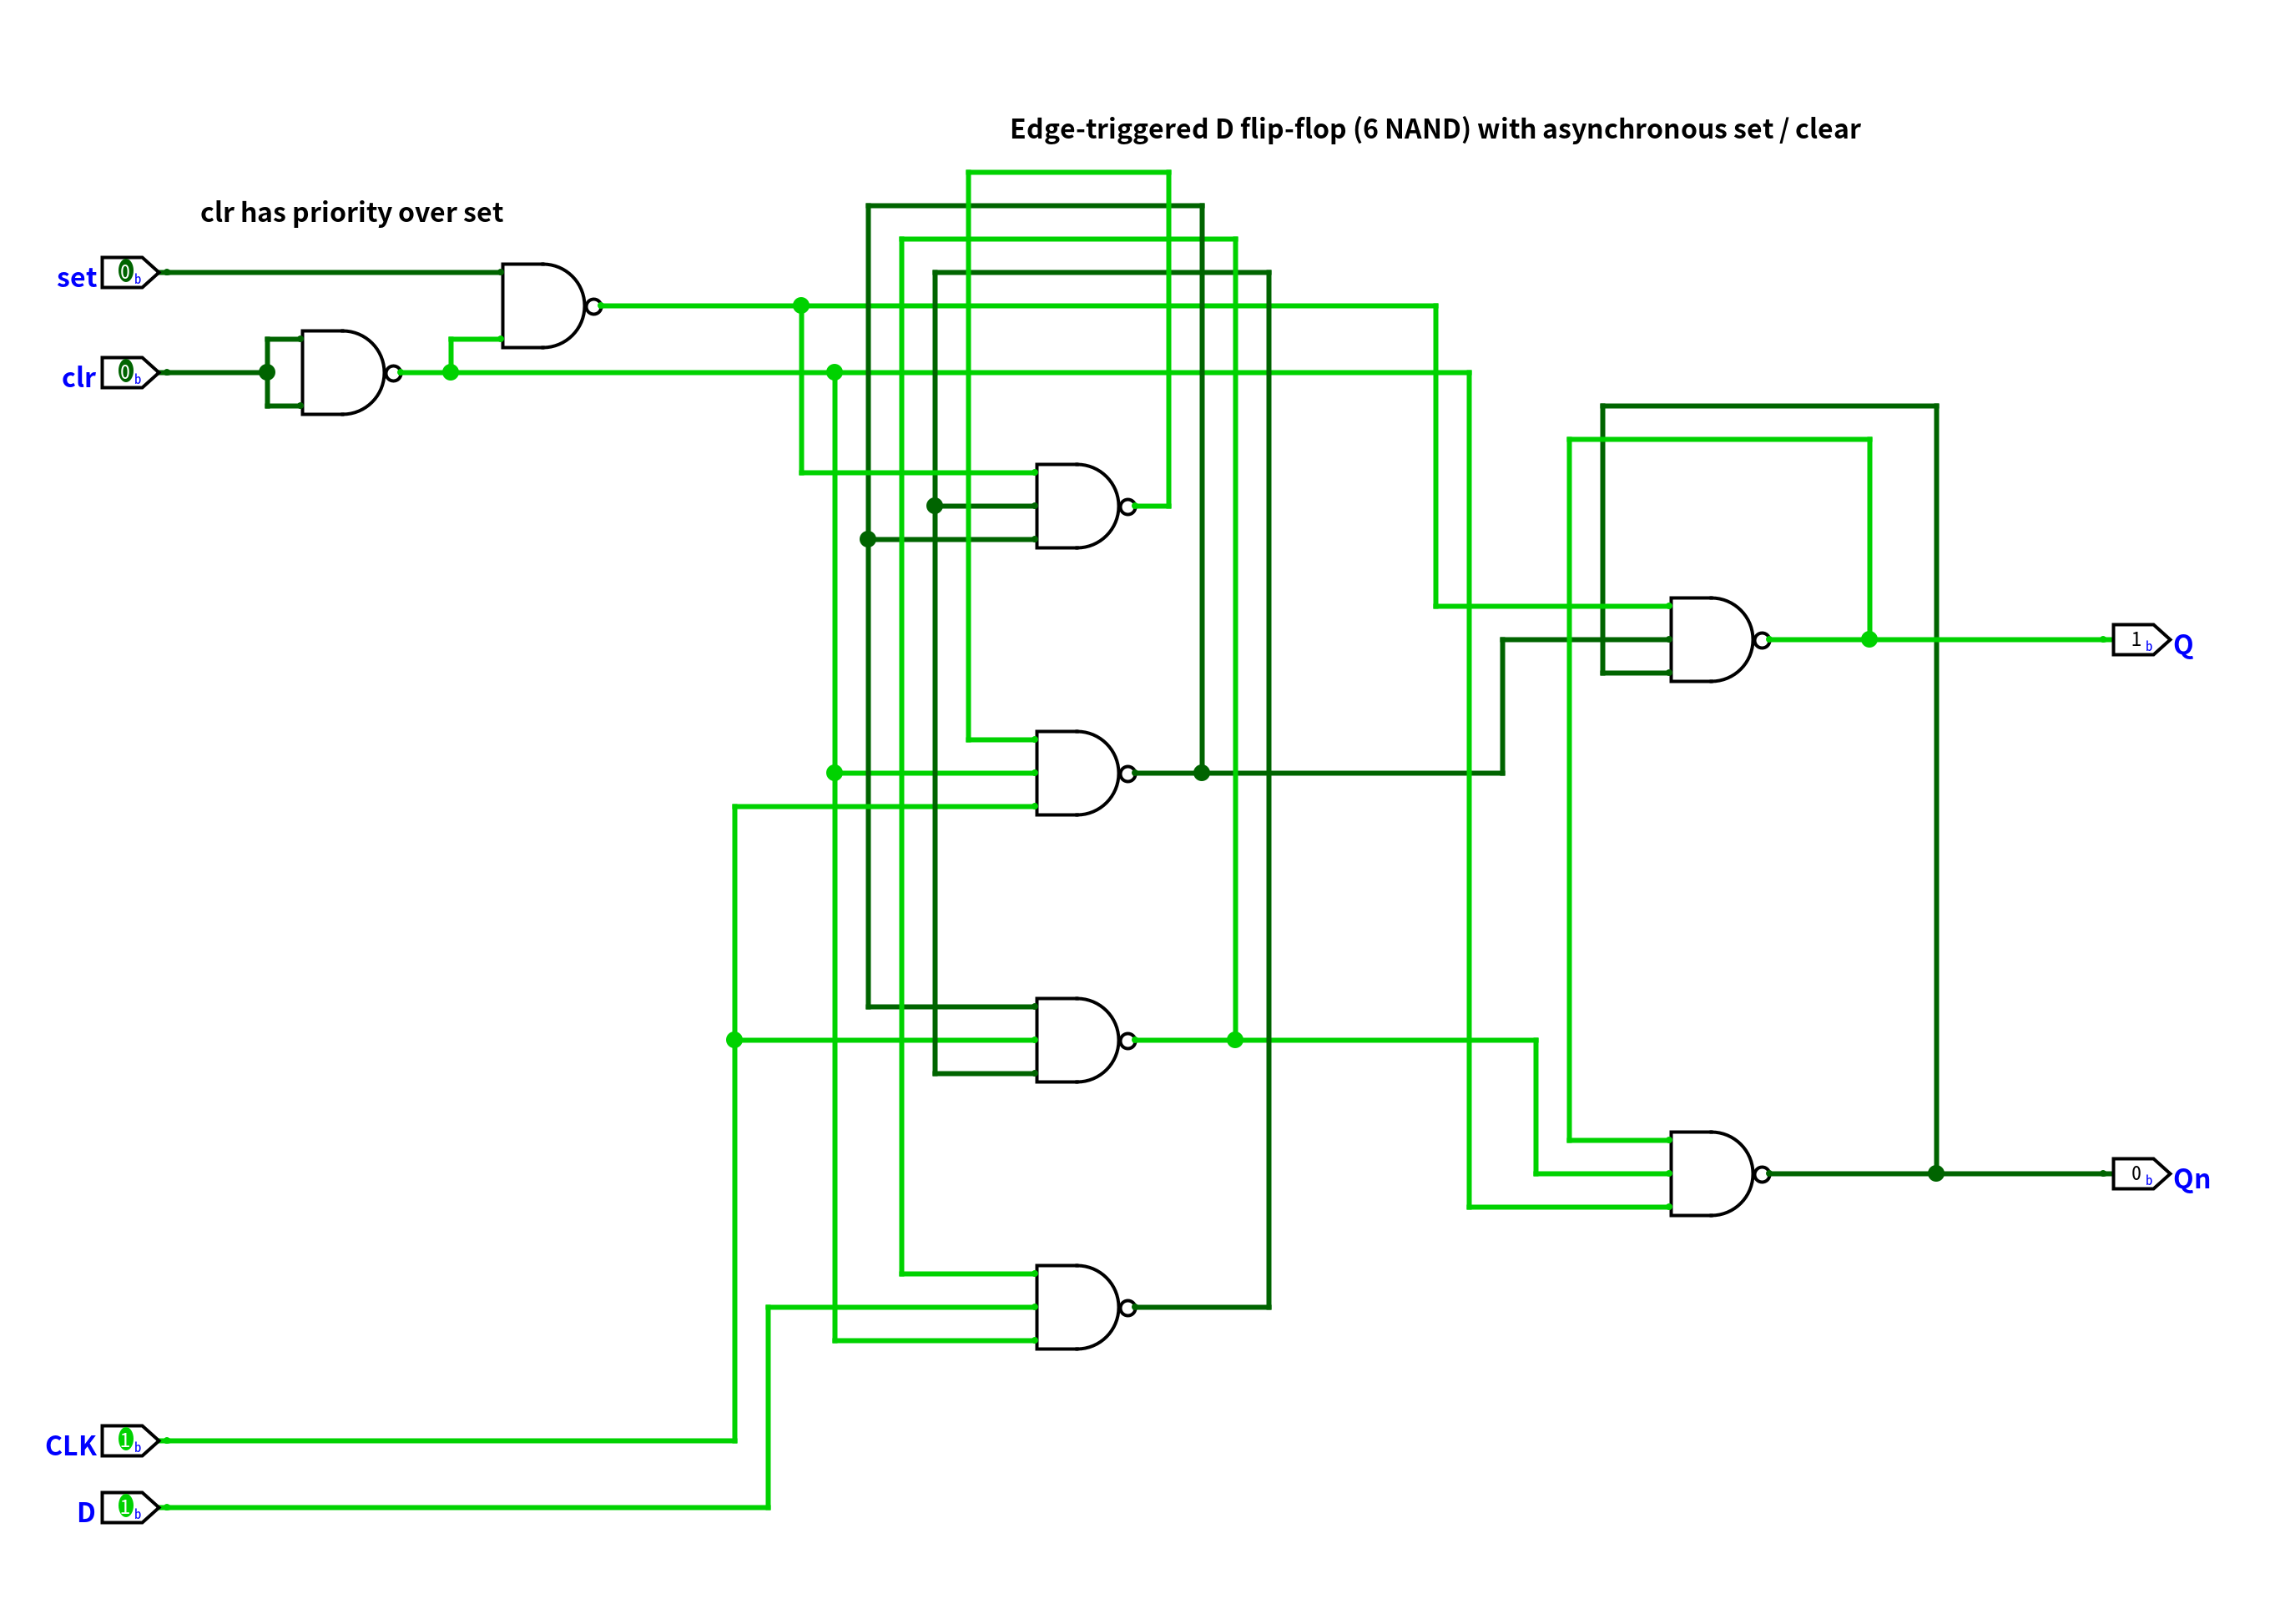 Edge-triggered D flip-flop (6 NAND) with asynchronous set / clear
clr has priority over set
set 0b
clr 0b
1b Q
0b Qn
CLK 1b
D 1b